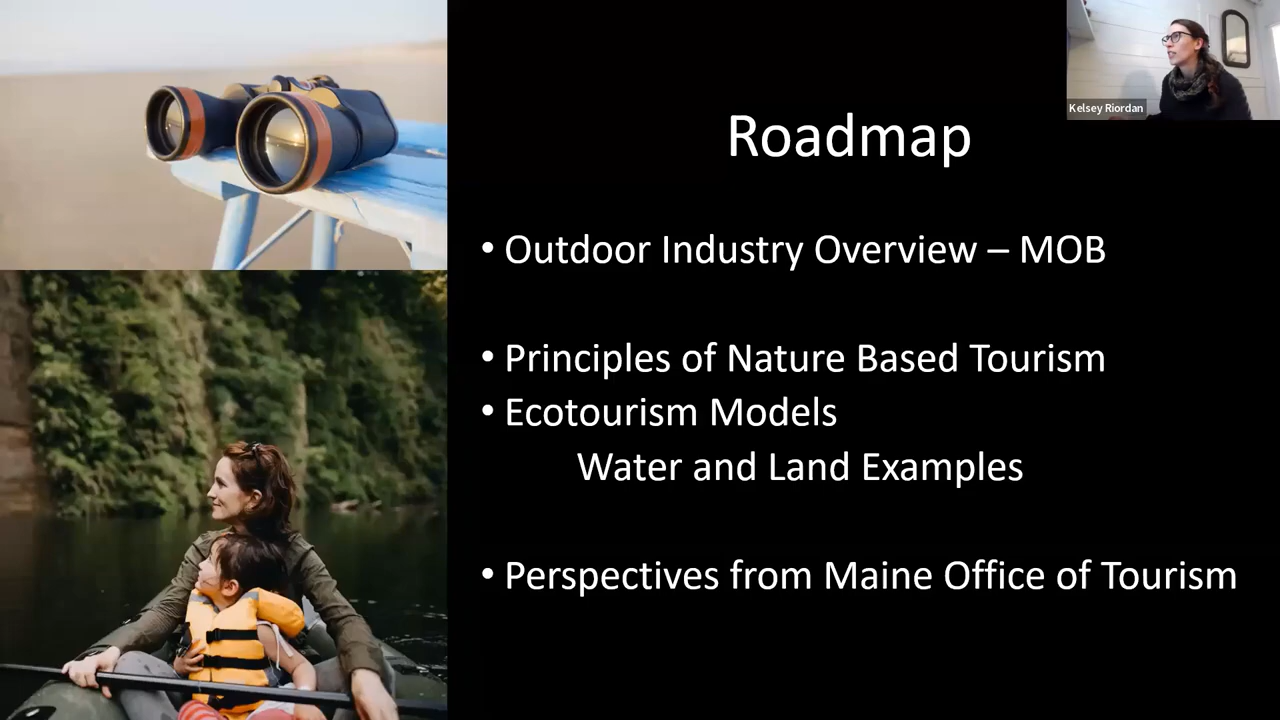 Kelsey Riordan
Roadmap
• Outdoor Industry Overview – MOB
• Principles of Nature Based Tourism
• Ecotourism Models
Water and Land Examples
• Perspectives from Maine Office of Tourism